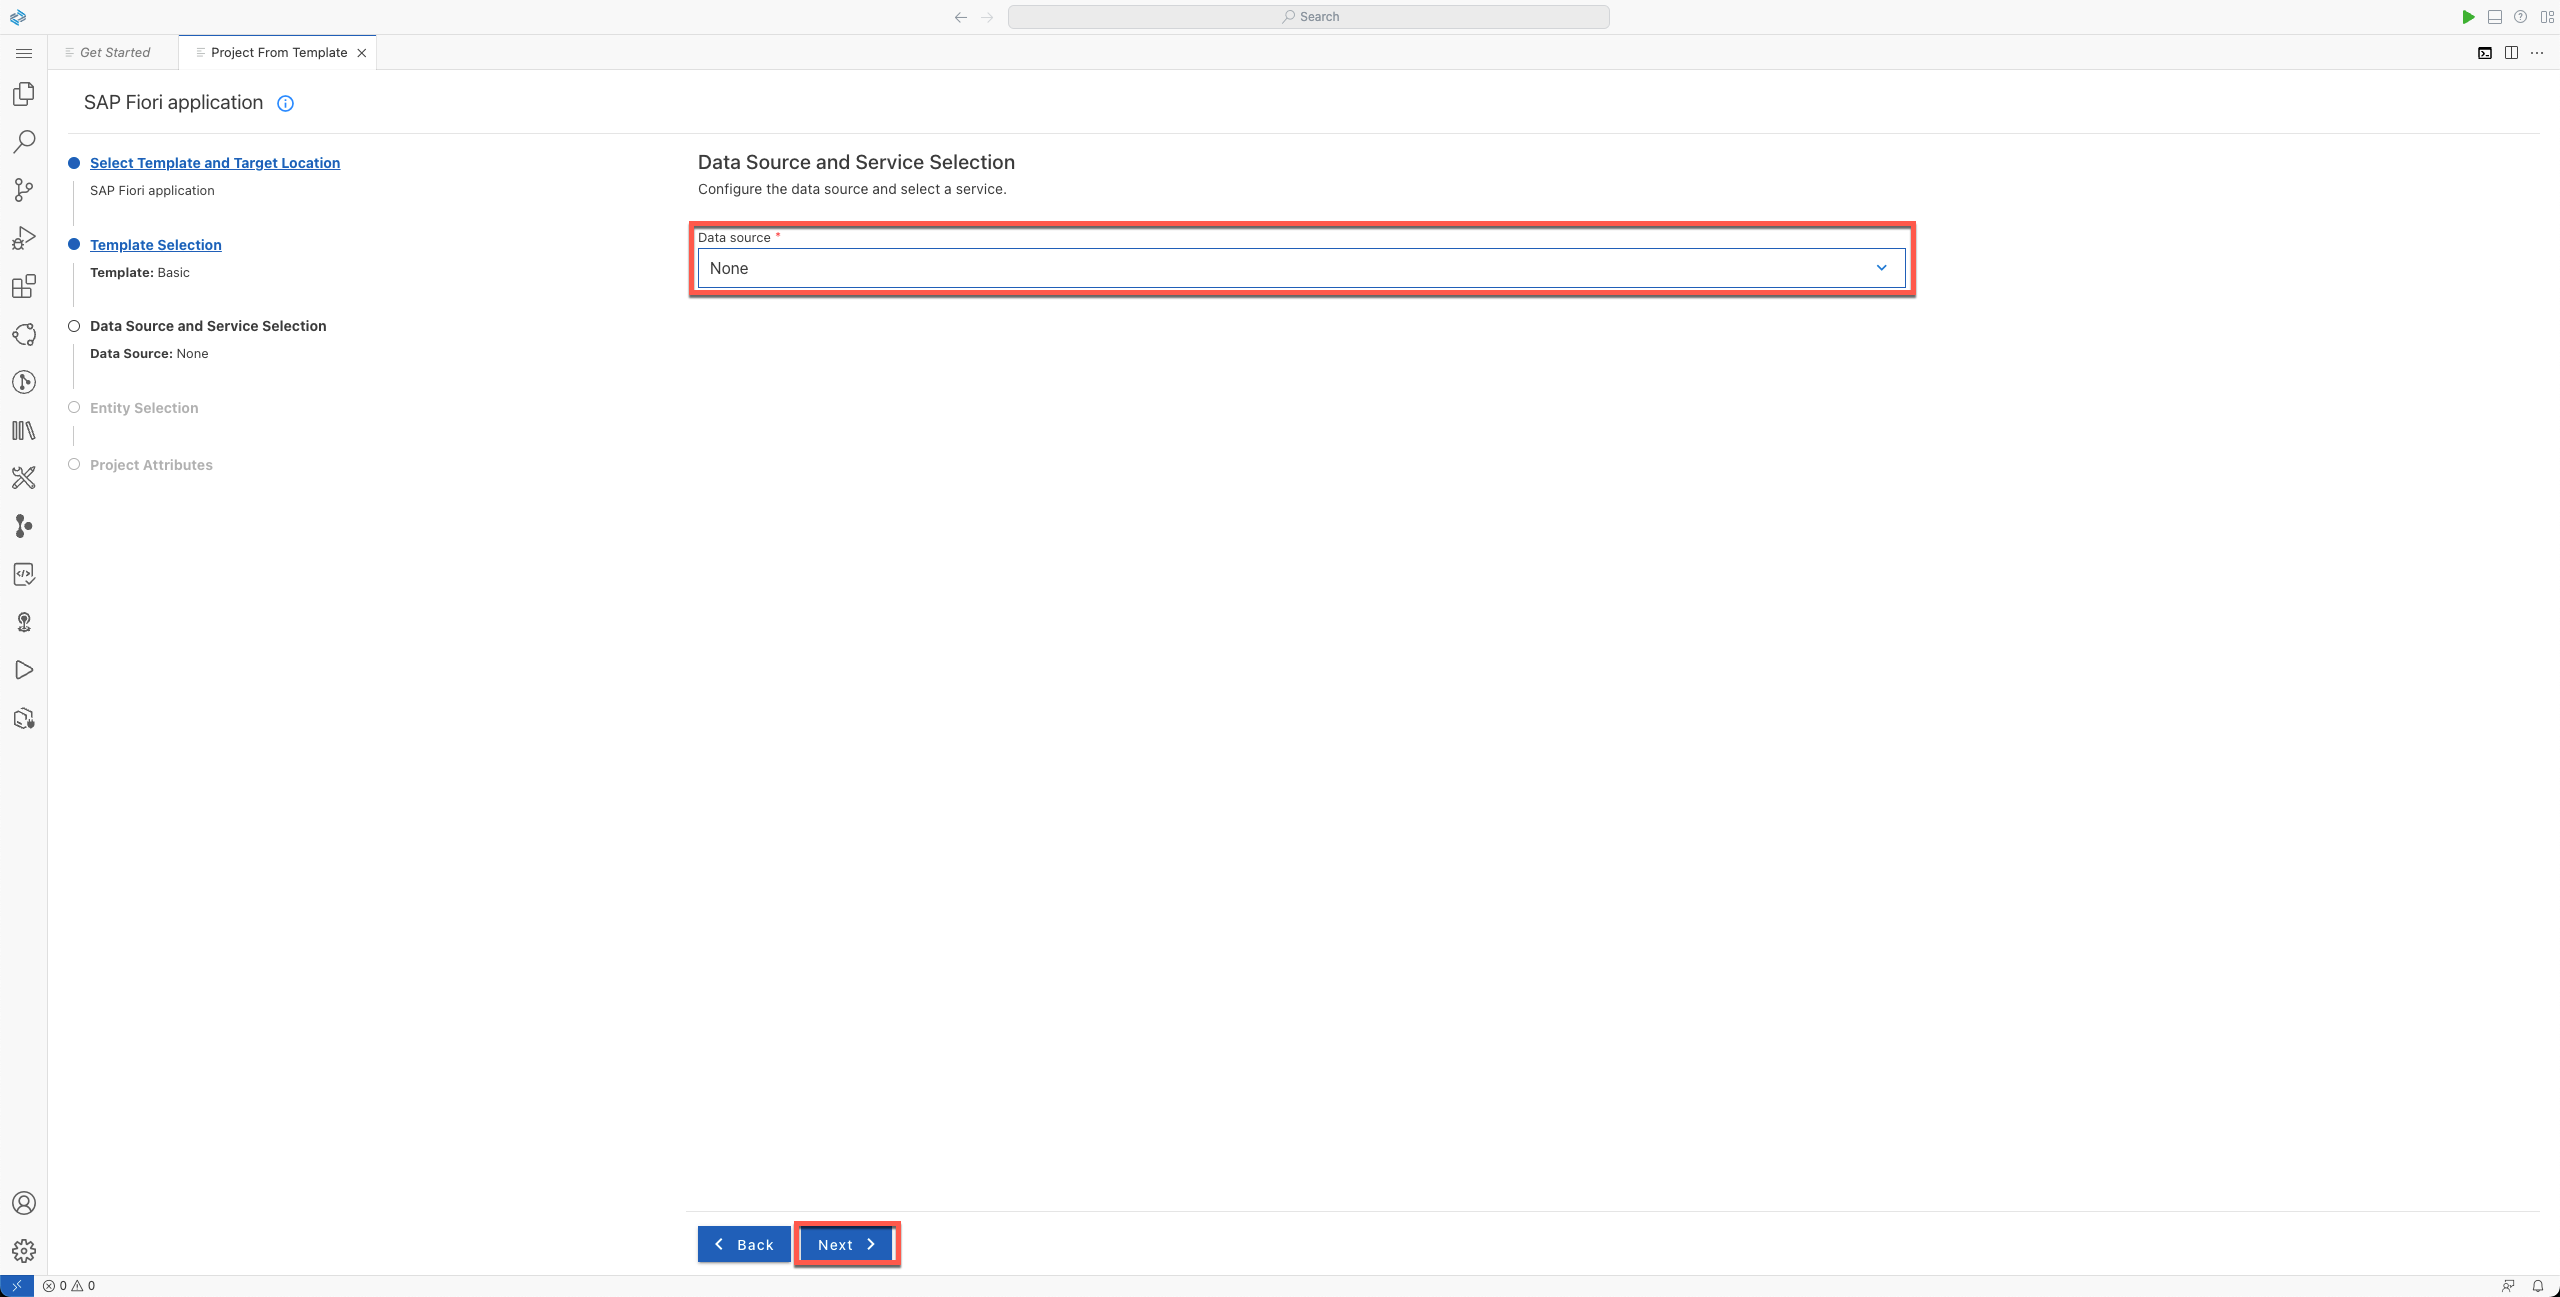 Search
Get Started
Project From Template
SAP Fiori application
Select Template and Target Location
SAP Fiori application
Template Selection
Template: Basic
Data Source and Service Selection
Data Source: None
Entity Selection
Project Attributes
Data Source and Service Selection
Configure the data source and select a service.
Data source *
None
Back
Next
0 0